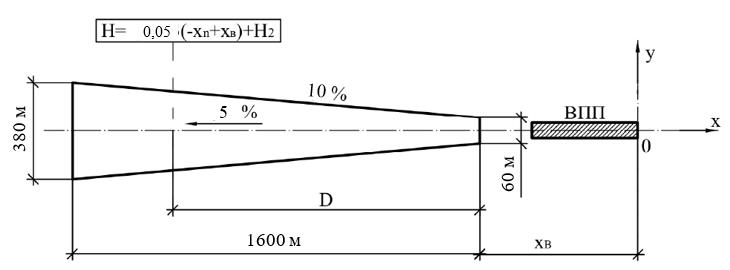 H= 0,05 (-xп+xв)+H2
y
10 %
ВПП
5 %
x
380 м
0
60 м
D
1600 м
xв